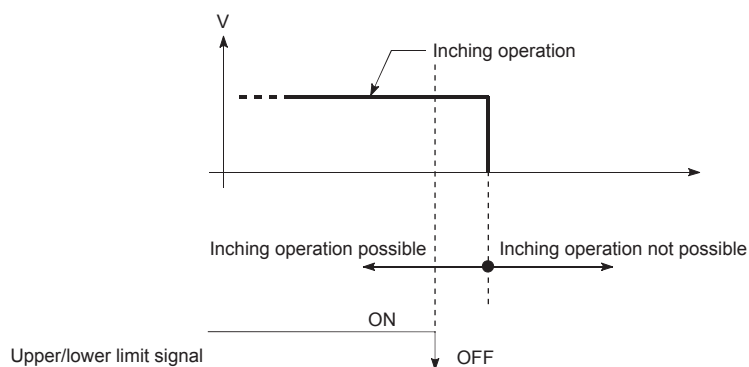 V
Inching operation
Inching operation possible
Inching operation not possible
ON
Upper/lower limit signal
OFF